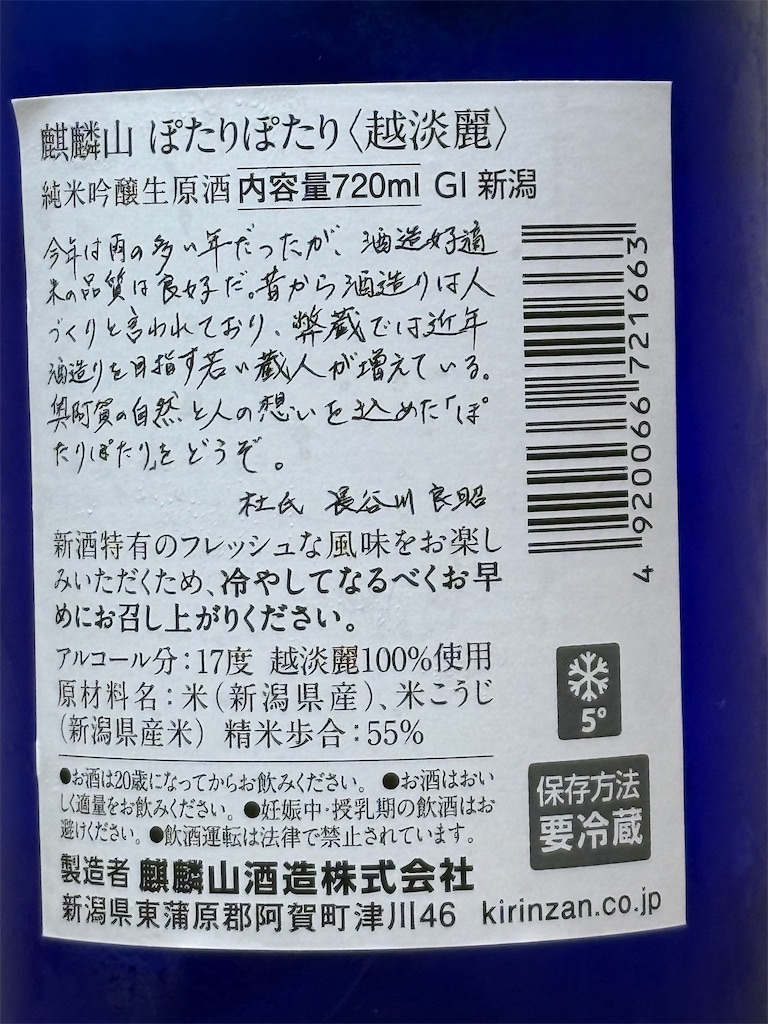 麒麟山 ぽたりぽたり〈越淡麗〉
純米吟醸生原酒 内容量720ml GI 新潟
今年は雨の多い年だったが、酒造好適
米の品質は良好だ。昔から酒造りは人
づくりと言われており、弊蔵では近年
酒造りを目指す若い蔵人が増えている。
奥阿賀の自然と人の想いを込めた「ぽ
たりぽたり」をどうぞ。
杜氏 長谷川良昭
新酒特有のフレッシュな風味をお楽し
みいただくため、冷やしてなるべくお早
めにお召し上がりください。
アルコール分：17度 越淡麗100%使用
原材料名：米（新潟県産）、米こうじ
（新潟県産米） 精米歩合：55%
●お酒は20歳になってからお飲みください。 ●お酒はおい
しく適量をお飲みください。●妊娠中・授乳期の飲酒はお
避けください。●飲酒運転は法律で禁止されています。
製造者 麒麟山酒造株式会社
新潟県東蒲原郡阿賀町津川46 kirinzan.co.jp
4920066721663
5°
保存方法
要冷蔵